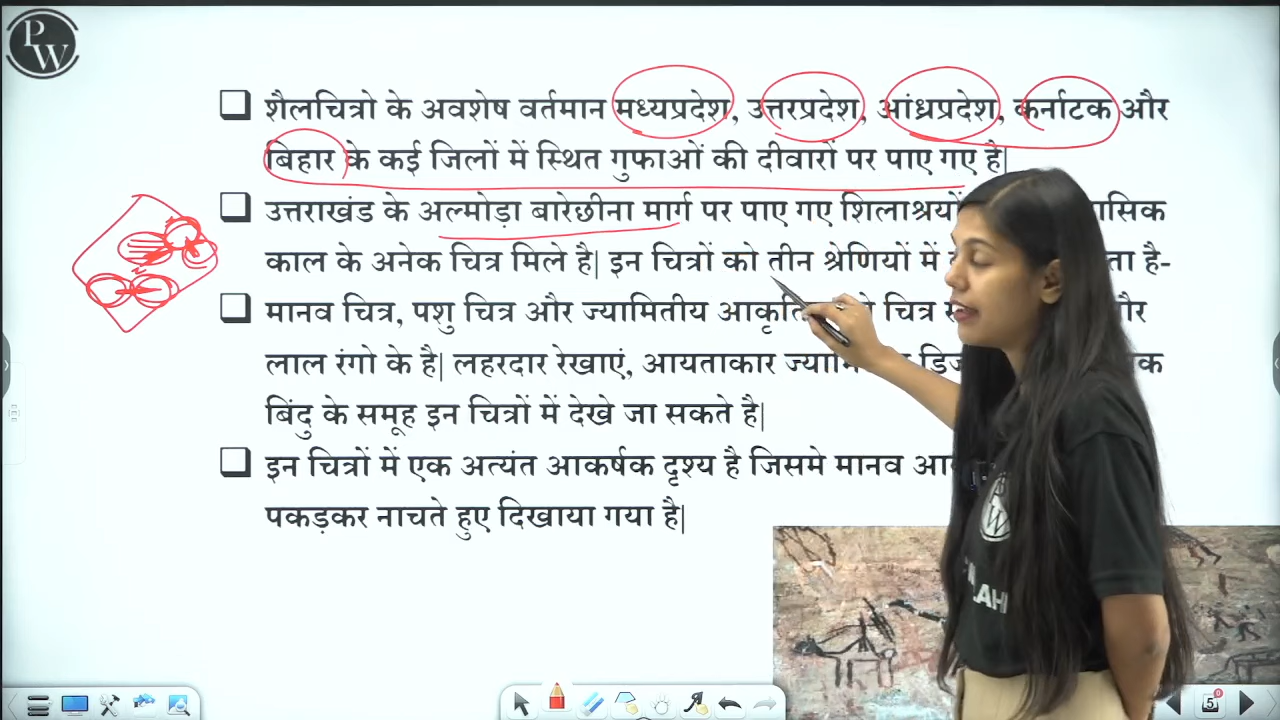 PW
शैलचित्रो के अवशेष वर्तमान मध्यप्रदेश, उत्तरप्रदेश, आंध्रप्रदेश, कर्नाटक और
बिहार के कई जिलों में स्थित गुफाओं की दीवारों पर पाए गए है|
उत्तराखंड के अल्मोड़ा बारेछीना मार्ग पर पाए गए शिलाश्रयों
काल के अनेक चित्र मिले है| इन चित्रों को तीन श्रेणियों में है-
मानव चित्र, पशु चित्र और ज्यामितीय चित्र
लाल रंगो के है| लहरदार रेखाएं, आयताकार
बिंदु के समूह इन चित्रों में देखे जा सकते है|
इन चित्रों में एक अत्यंत आकर्षक दृश्य है जिसमे मानव
पकड़कर नाचते हुए दिखाया गया है|
5